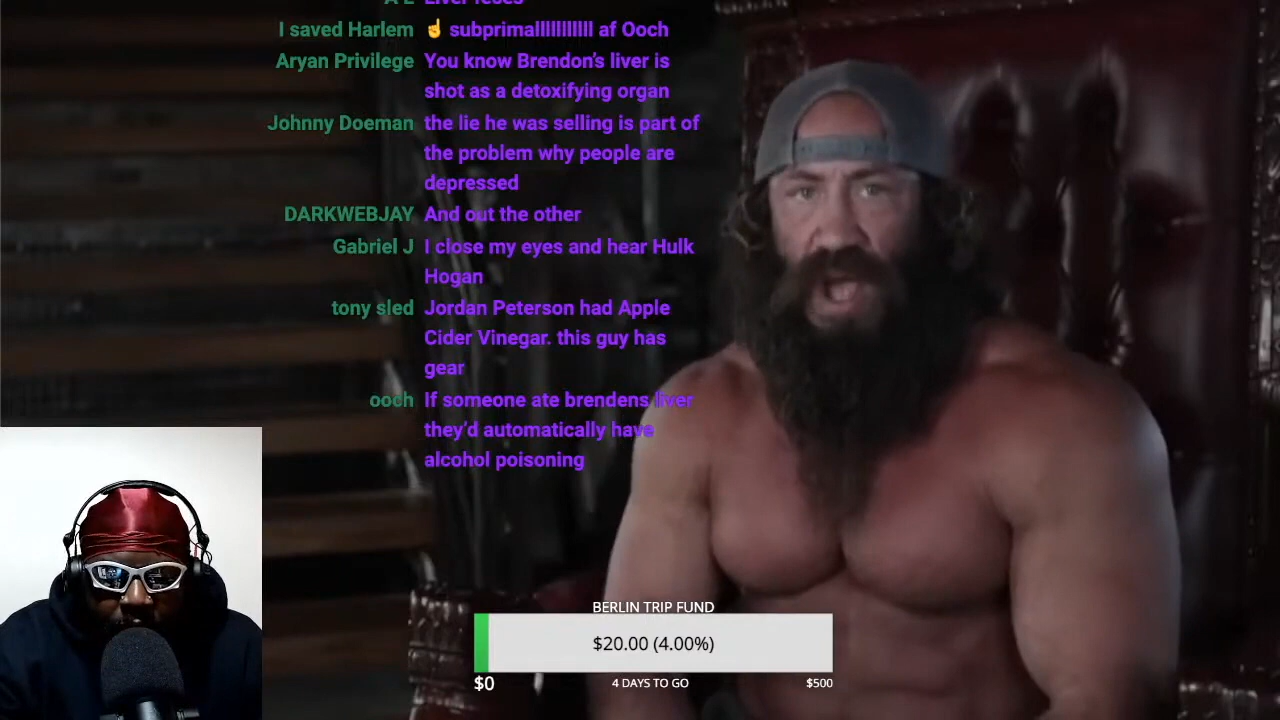 A L Liver feces
I saved Harlem ☝ subprimalllllllllll af Ooch
Aryan Privilege You know Brendon's liver is
shot as a detoxifying organ
Johnny Doeman the lie he was selling is part of
the problem why people are
depressed
DARKWEBJAY And out the other
Gabriel J I close my eyes and hear Hulk
Hogan
tony sled Jordan Peterson had Apple
Cider Vinegar. this guy has
gear
ooch If someone ate brendens liver
they'd automatically have
alcohol poisoning
BERLIN TRIP FUND
$20.00 (4.00%)
$0 4 DAYS TO GO $500